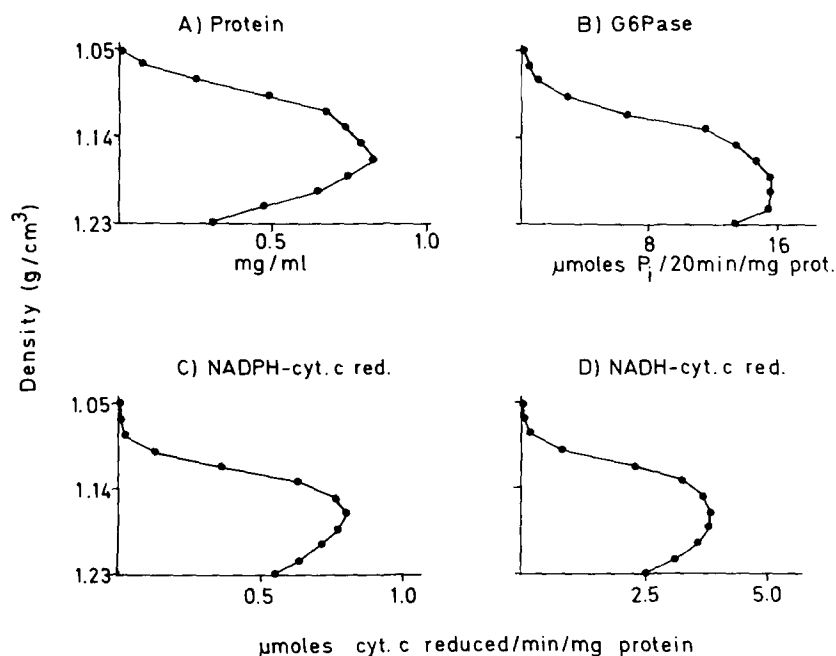 A) Protein
B) G6Pase
1.05
1.14
1.23
0.5
1.0
mg/ml
8
16
µmoles Pi/20min/mg prot.
Density (g/cm³)
C) NADPH-cyt.c red.
D) NADH-cyt.c red.
1.05
1.14
1.23
0.5
1.0
2.5
5.0
µmoles cyt.c reduced/min/mg protein